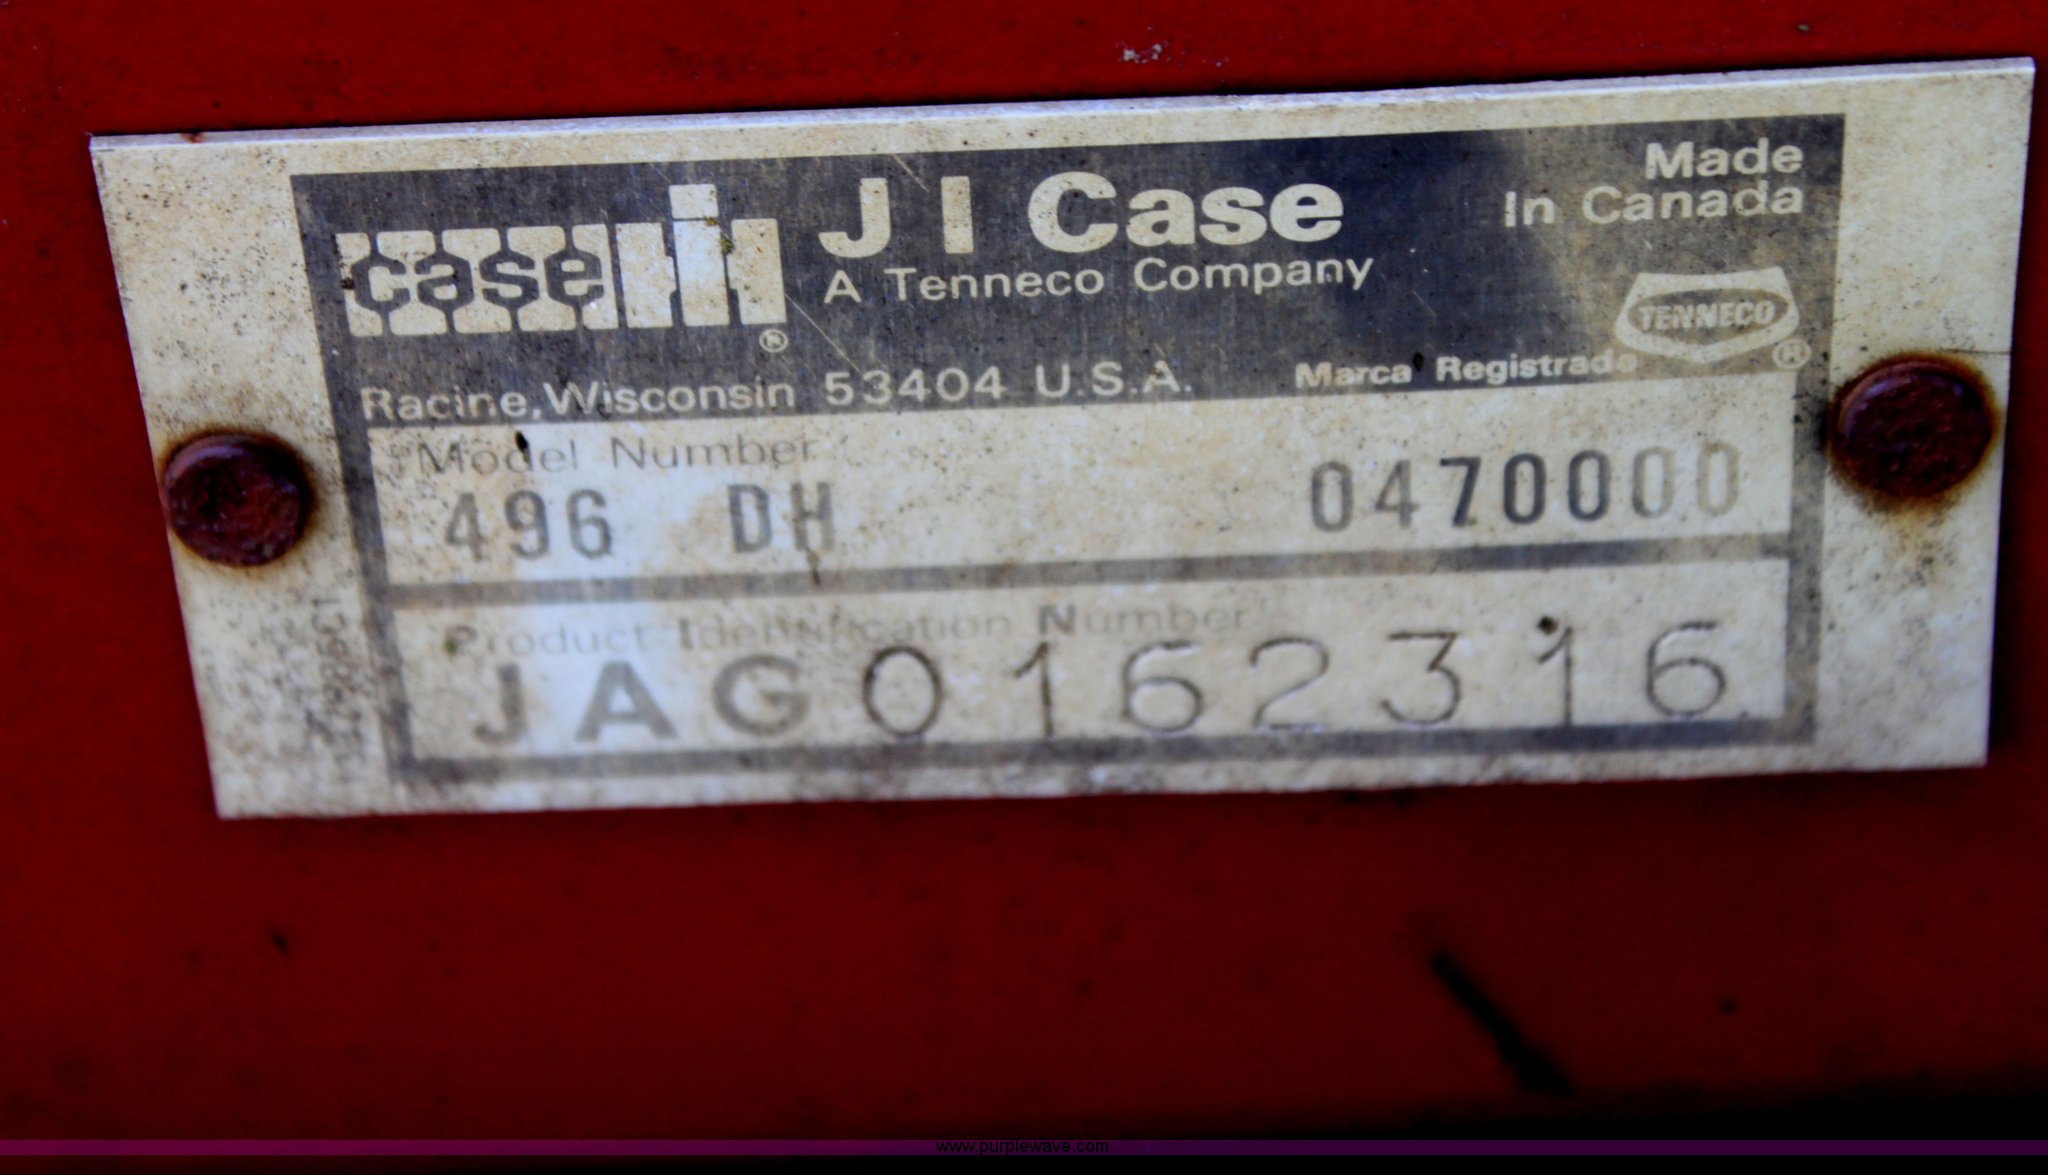 case IH ®
J I Case
A Tenneco Company
Made
In Canada
TENNECO ®
Racine, Wisconsin 53404 U.S.A.
Marca Registrada
Model Number
496 DH 0470000
Product Identification Number
JAG0162316
www.purplewave.com